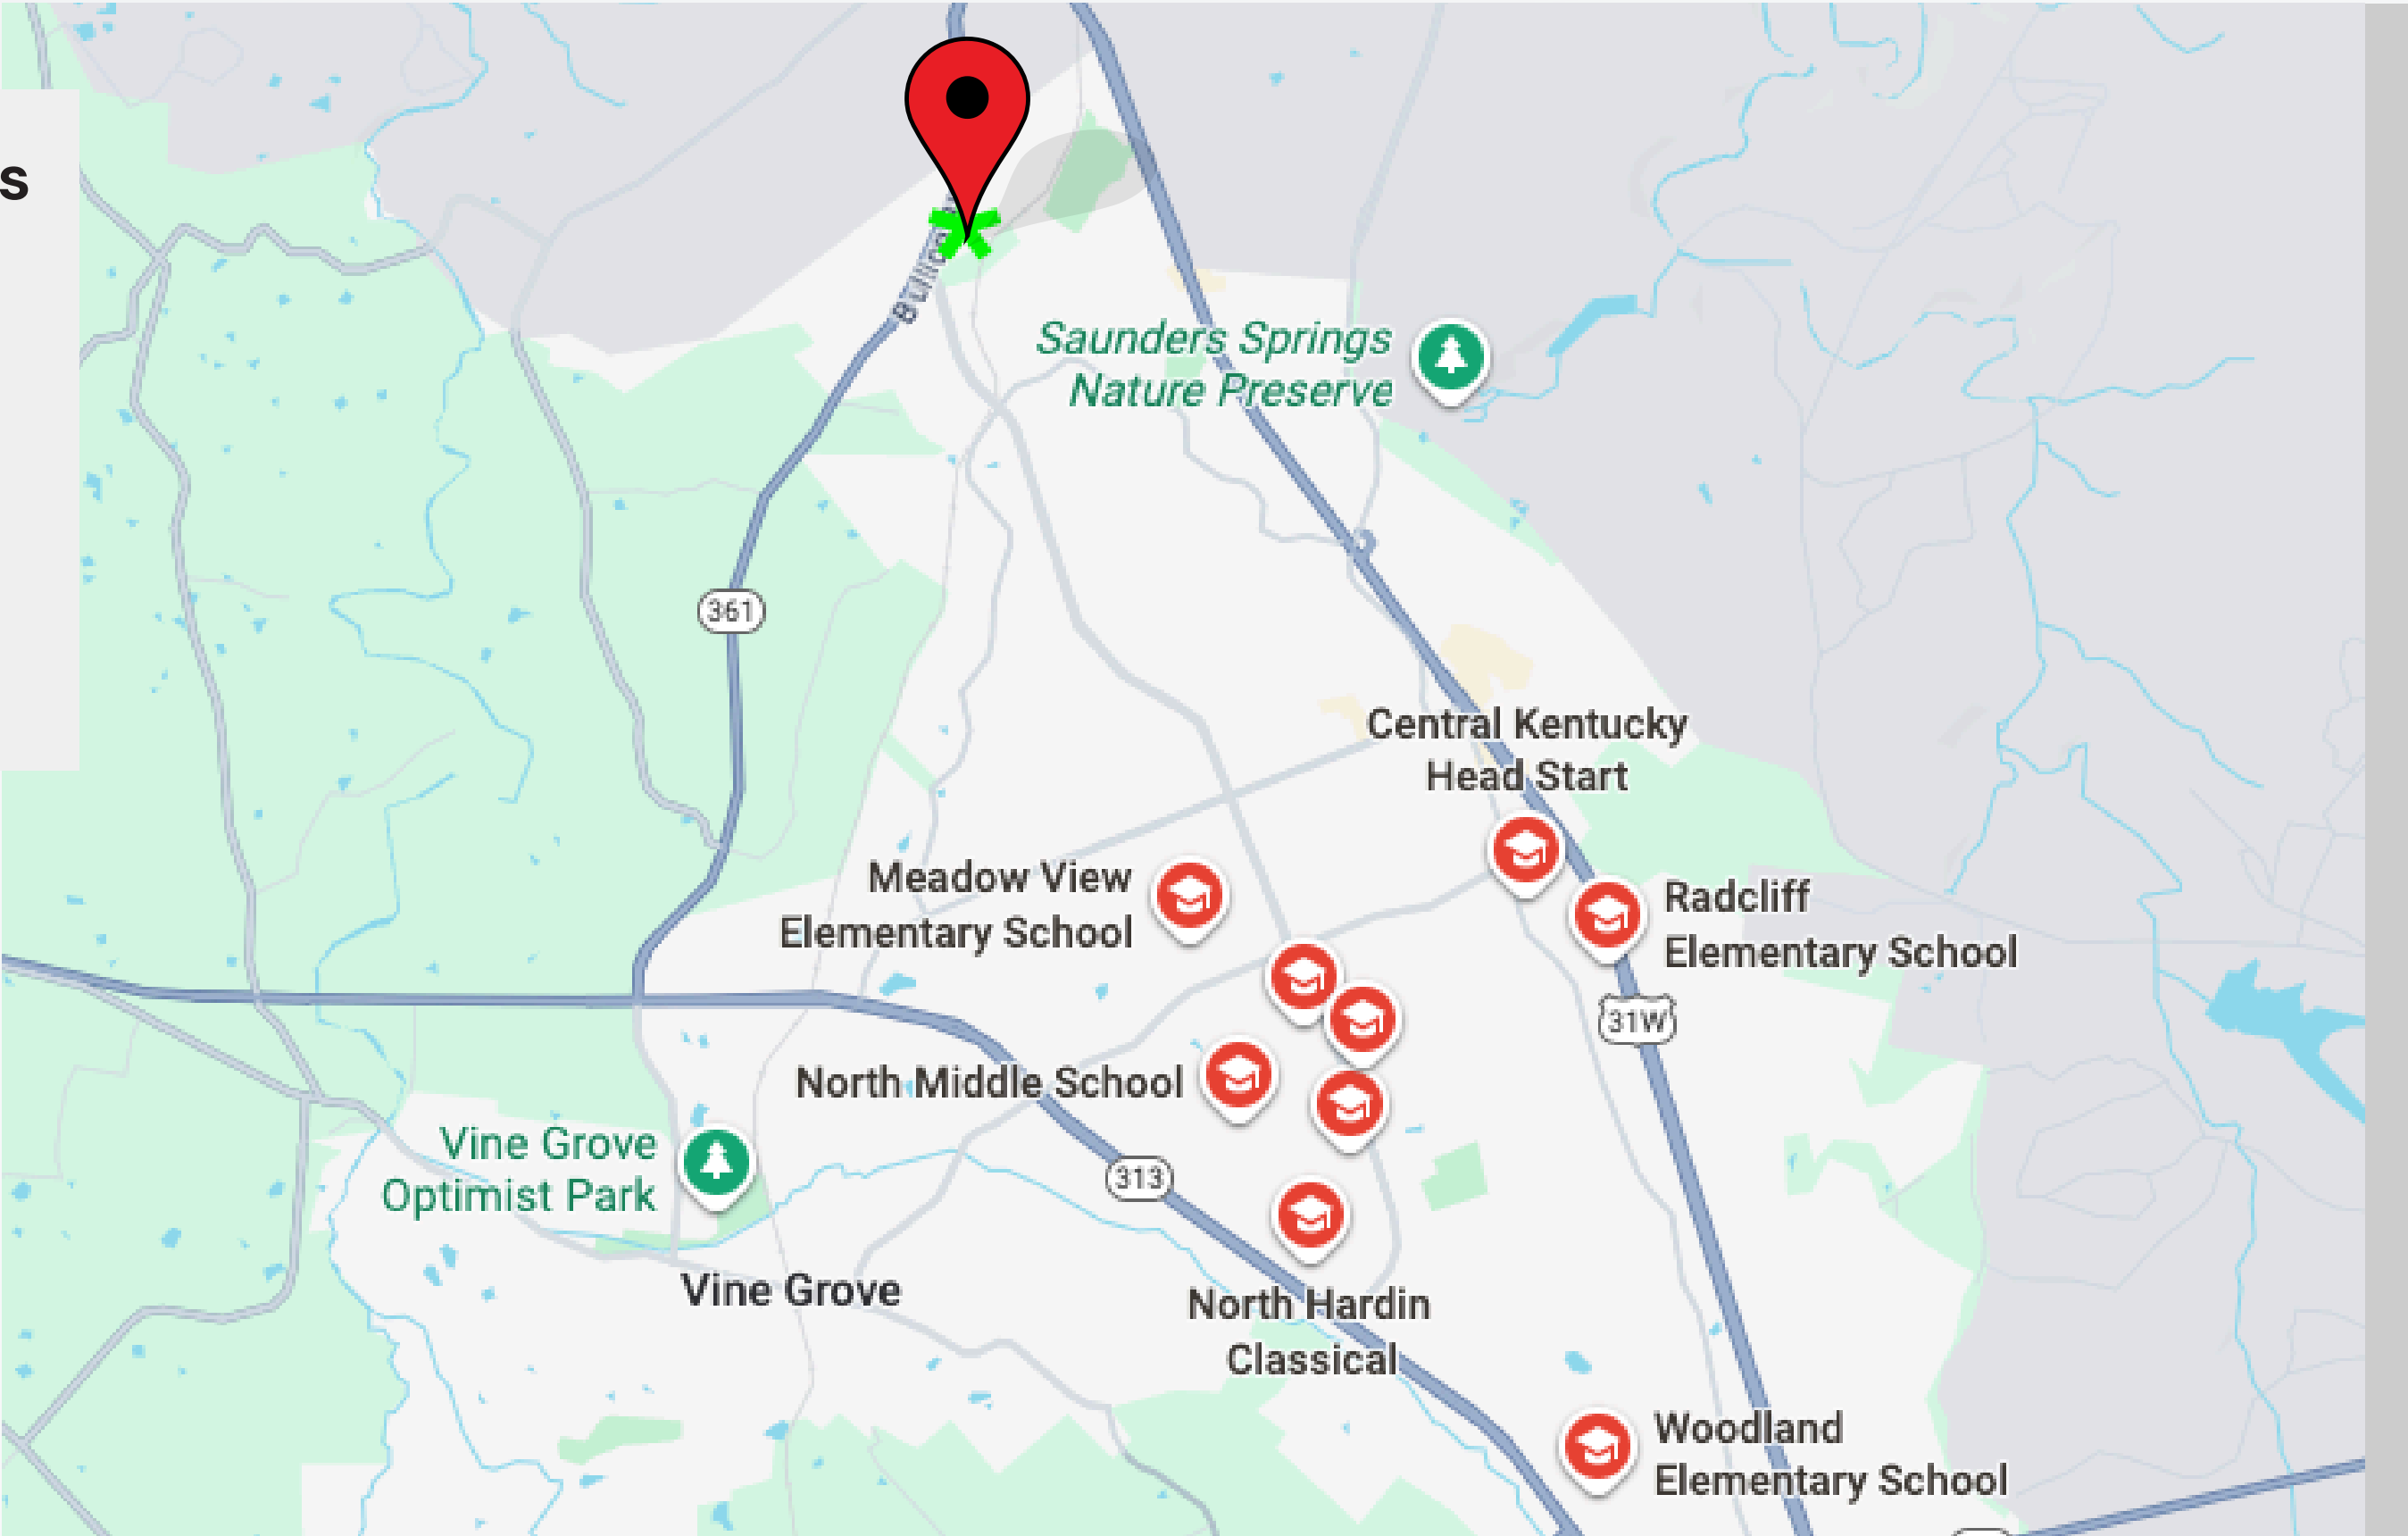 s
Saunders Springs
Nature Preserve
361
Central Kentucky
Head Start
Meadow View
Elementary School
Radcliff
Elementary School
31W
North Middle School
Vine Grove
Optimist Park
313
Vine Grove
North Hardin
Classical
Woodland
Elementary School